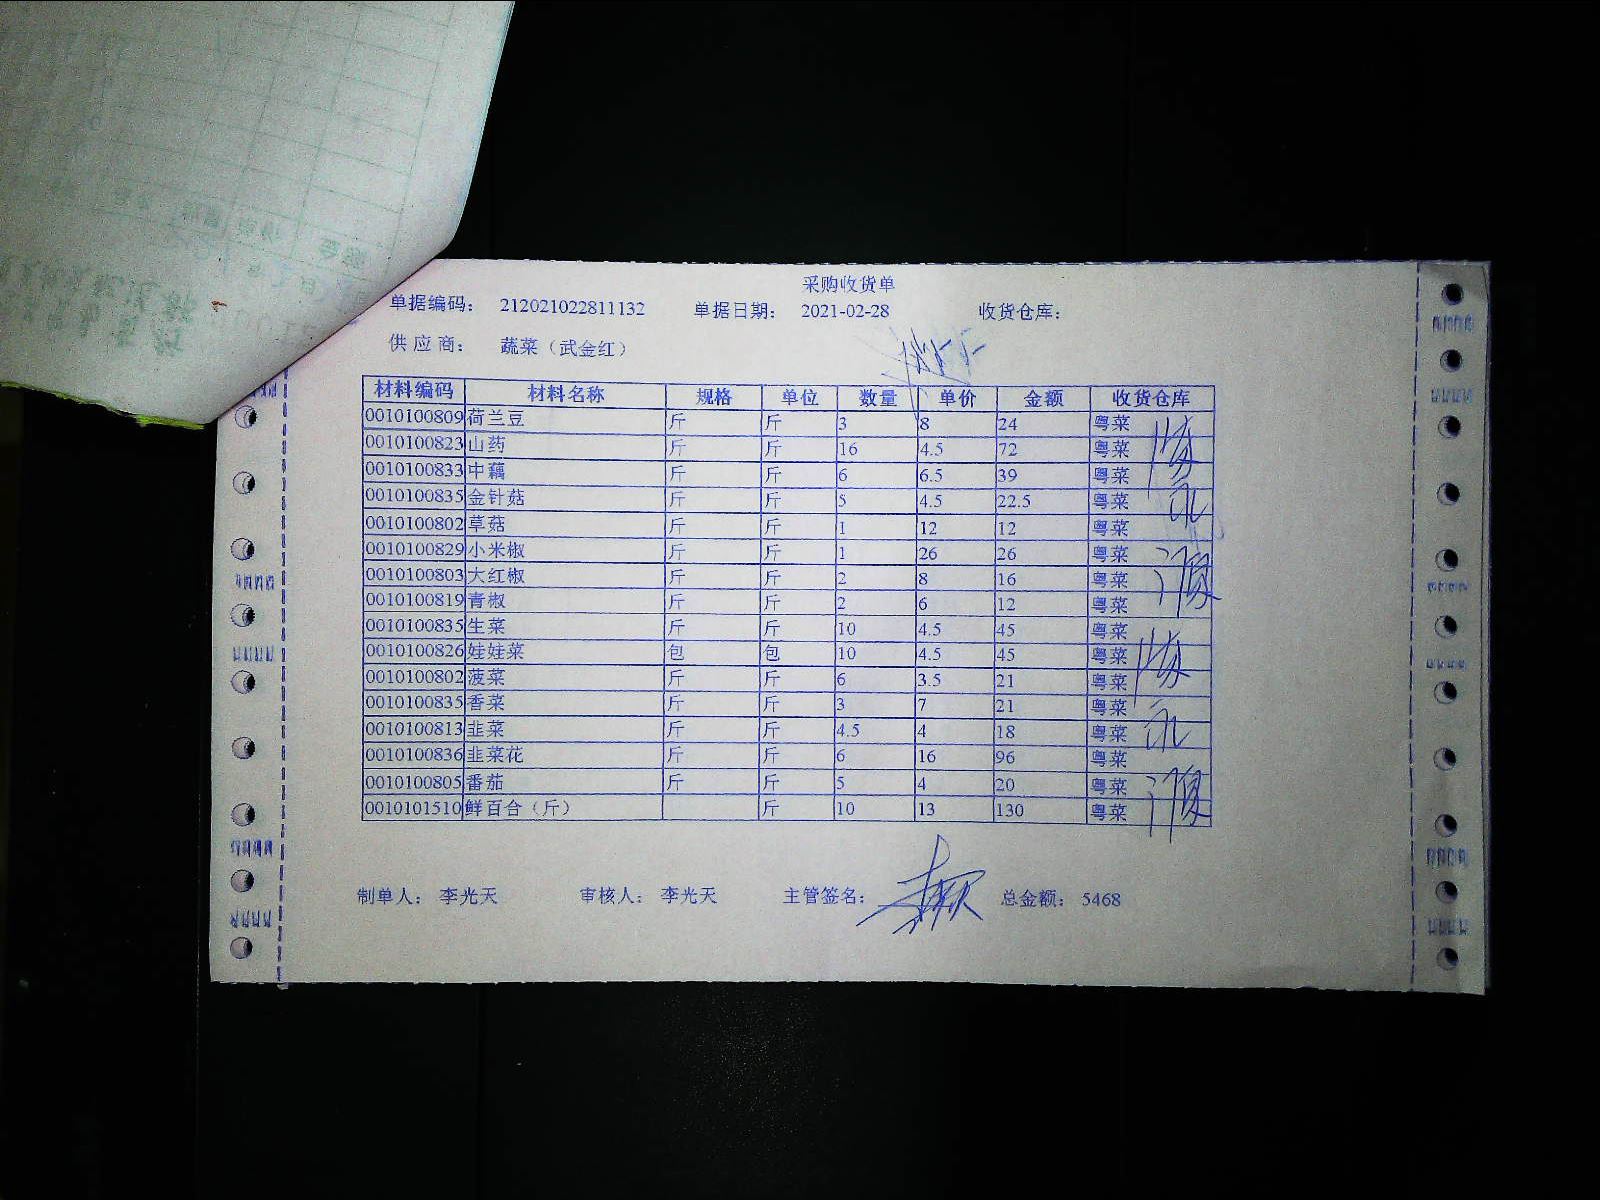 采购收货单
单据编码： 212021022811132 单据日期： 2021-02-28 收货仓库：
供应商： 蔬菜（武金红）
材料编码 材料名称 规格 单位 数量 单价 金额 收货仓库
0010100809 荷兰豆 斤 斤 3 8 24 粤菜
0010100823 山药 斤 斤 16 4.5 72 粤菜
0010100833 中藕 斤 斤 6 6.5 39 粤菜
0010100835 金针菇 斤 斤 5 4.5 22.5 粤菜
0010100802 草菇 斤 斤 1 12 12 粤菜
0010100829 小米椒 斤 斤 1 26 26 粤菜
0010100803 大红椒 斤 斤 2 8 16 粤菜
0010100819 青椒 斤 斤 2 6 12 粤菜
0010100835 生菜 斤 斤 10 4.5 45 粤菜
0010100826 娃娃菜 包 包 10 4.5 45 粤菜
0010100802 菠菜 斤 斤 6 3.5 21 粤菜
0010100835 香菜 斤 斤 3 7 21 粤菜
0010100813 韭菜 斤 斤 4.5 4 18 粤菜
0010100836 韭菜花 斤 斤 6 16 96 粤菜
0010100805 番茄 斤 斤 5 4 20 粤菜
0010101510 鲜百合（斤） 斤 10 13 130 粤菜
制单人： 李光天 审核人： 李光天 主管签名： 总金额： 5468